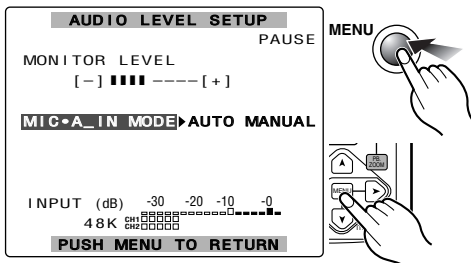 AUDIO LEVEL SETUP
PAUSE
MONITOR LEVEL
[–] ▮▮▮▮ – – – – [+]
MIC•A_IN MODE▶AUTO MANUAL
INPUT (dB) -30 -20 -10 -0
48K CH1
CH2
PUSH MENU TO RETURN
MENU
PB. ZOOM
MENU